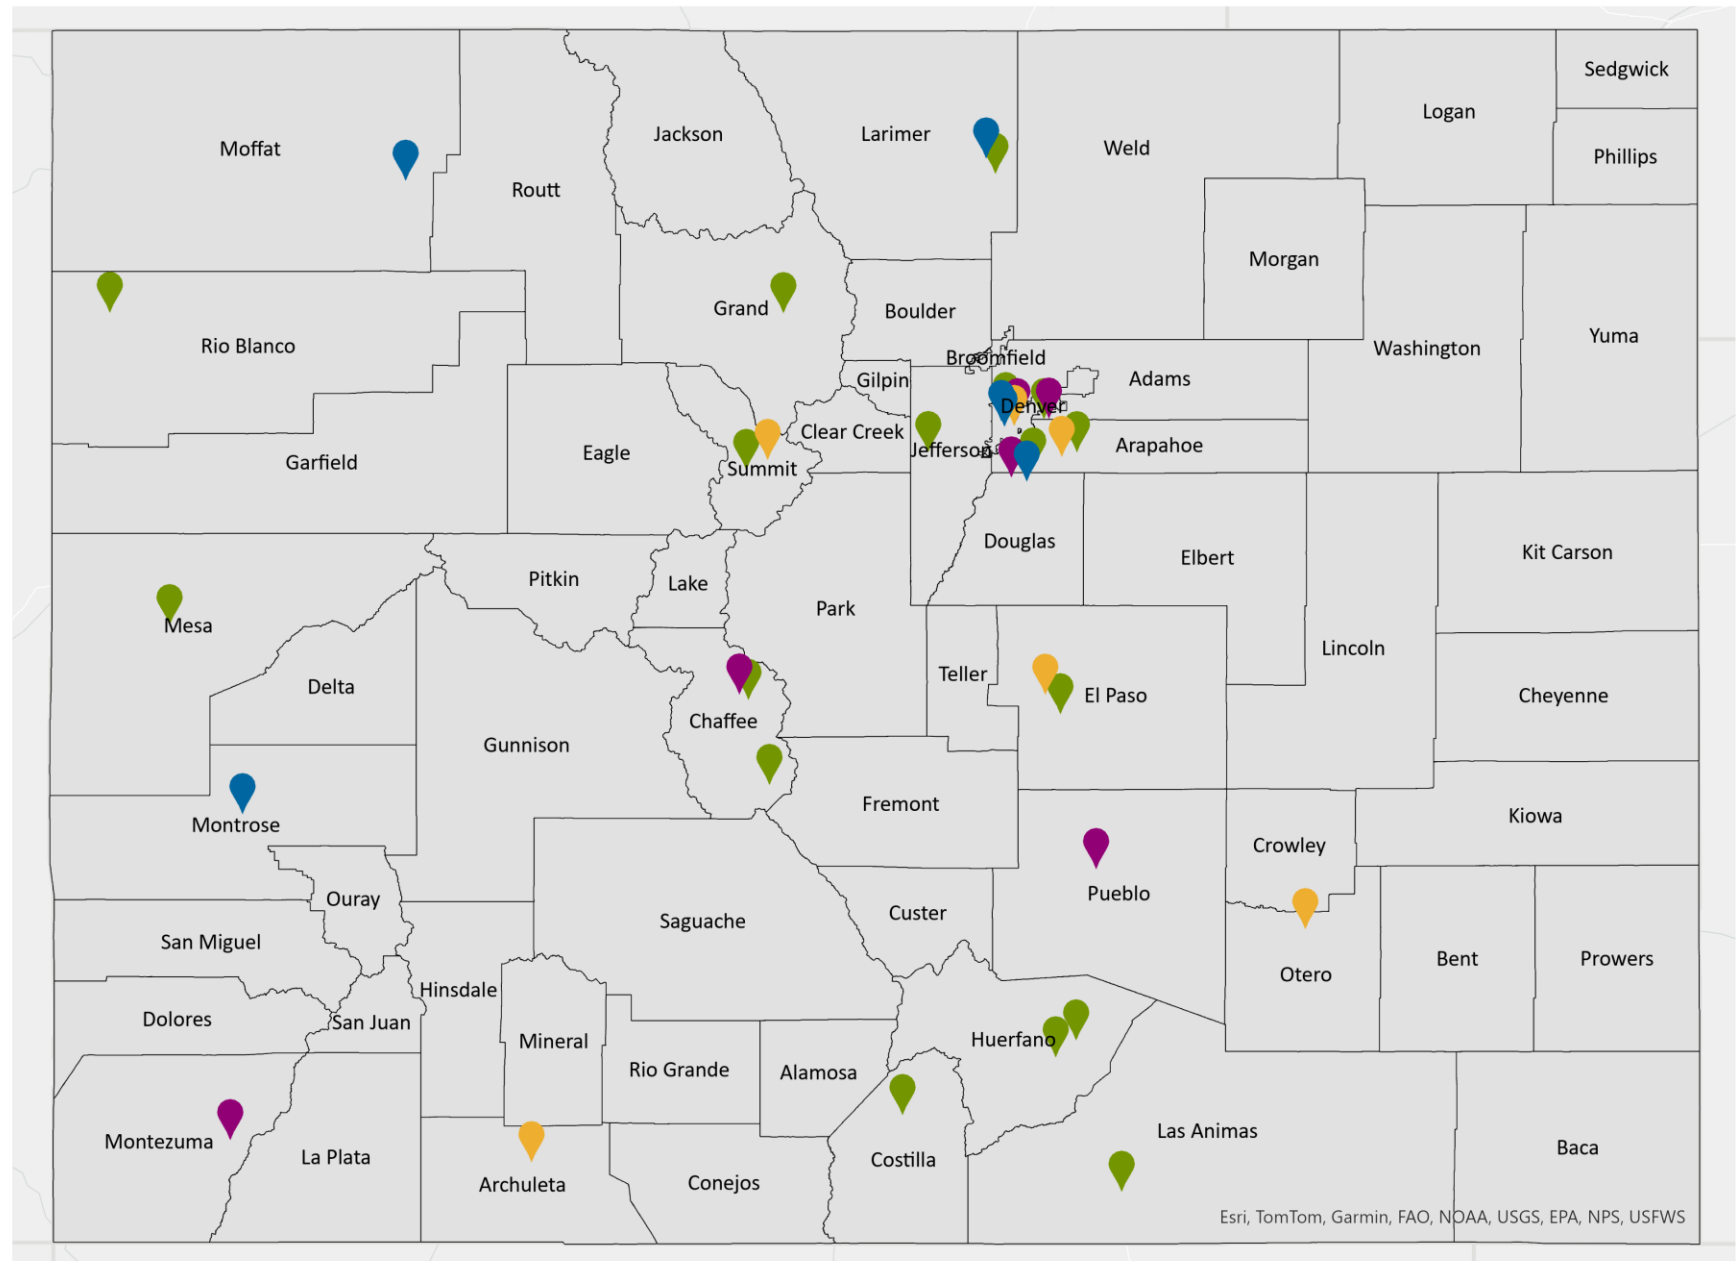 Sedgwick
Logan
Jackson
Larimer
Moffat
Weld
Phillips
Routt
Morgan
Grand
Boulder
Rio Blanco
Yuma
Washington
Broomfield
Gilpin
Adams
Denver
Clear Creek
Arapahoe
Jefferson
Eagle
Garfield
Summit
Douglas
Kit Carson
Elbert
Pitkin
Lake
Park
Mesa
Lincoln
Teller
Delta
El Paso
Cheyenne
Chaffee
Gunnison
Fremont
Kiowa
Montrose
Crowley
Pueblo
Ouray
Custer
Saguache
San Miguel
Bent
Prowers
Otero
Hinsdale
Dolores
San Juan
Mineral
Huerfano
Rio Grande
Alamosa
Las Animas
Montezuma
Baca
La Plata
Costilla
Conejos
Archuleta
Esri, TomTom, Garmin, FAO, NOAA, USGS, EPA, NPS, USFWS